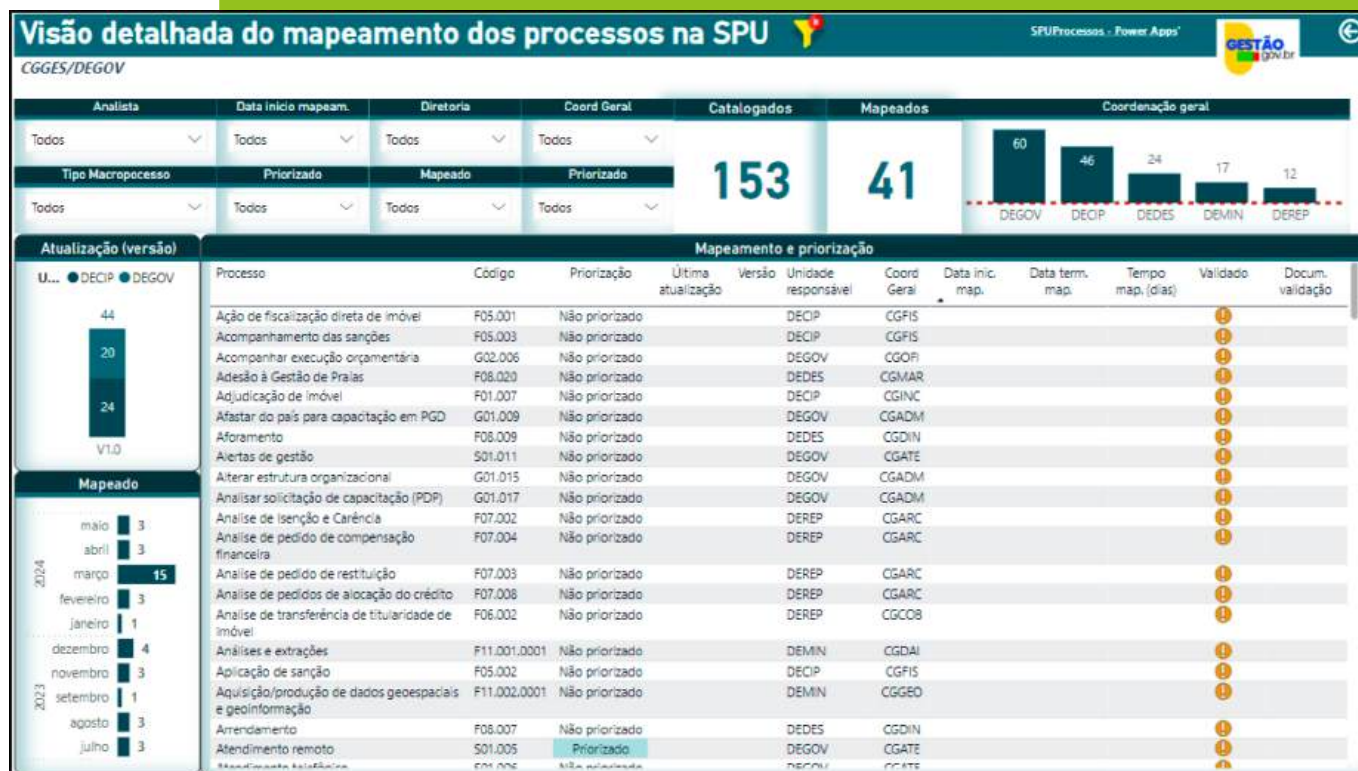 Visão detalhada do mapeamento dos processos na SPU
SPUProcessos - Power Apps'
GESTÃO
gov.br
CGGES/DEGOV
Analista Data inicio mapeam. Diretoria Coord Geral Catalogados Mapeados Coordenação geral
Todos Todos Todos Todos
153 41
60 46 24 17 12
Tipo Macropocesso Priorizado Mapeado Priorizado
Todos Todos Todos Todos
DEGOV DECIP DEDES DEMIN DEREP
Atualização (versão)
U... DECIP DEGOV
44
20
24
V1.0
Mapeado
2024
maio 3
abril 3
março 15
fevereiro 3
janeiro 1
2023
dezembro 4
novembro 3
setembro 1
agosto 3
julho 3
Mapeamento e priorização
Processo Código Priorização Última Versão Unidade Coord Data inic. Data term. Tempo Validado Docum.
atualização responsável Geral map. map. map. (dias) validação
Ação de fiscalização direta de imóvel F05.001 Não priorizado DECIP CGFIS
Acompanhamento das sanções F05.003 Não priorizado DECIP CGFIS
Acompanhar execução orçamentária G02.006 Não priorizado DEGOV CGOFI
Adesão à Gestão de Praias F08.020 Não priorizado DEDES CGMAR
Adjudicação de imóvel F01.007 Não priorizado DECIP CGINC
Afastar do país para capacitação em PGD G01.009 Não priorizado DEGOV CGADM
Aforamento F08.009 Não priorizado DEDES CGDIN
Alertas de gestão S01.011 Não priorizado DEGOV CGATE
Alterar estrutura organizacional G01.015 Não priorizado DEGOV CGADM
Analisar solicitação de capacitação (PDP) G01.017 Não priorizado DEGOV CGADM
Analise de Isenção e Carência F07.002 Não priorizado DEREP CGARC
Analise de pedido de compensação F07.004 Não priorizado DEREP CGARC
financeira
Analise de pedido de restituição F07.003 Não priorizado DEREP CGARC
Analise de pedidos de alocação do crédito F07.008 Não priorizado DEREP CGARC
Analise de transferência de titularidade de F06.002 Não priorizado DEREP CGCOB
imóvel
Análises e extrações F11.001.0001 Não priorizado DEMIN CGDAI
Aplicação de sanção F05.002 Não priorizado DECIP CGFIS
Aquisição/produção de dados geoespaciais F11.002.0001 Não priorizado DEMIN CGGEO
e geoinformação
Arrendamento F08.007 Não priorizado DEDES CGDIN
Atendimento remoto S01.005 Priorizado DEGOV CGATE
Atendimento telefônico S01.006 Não priorizado DEGOV CGATE